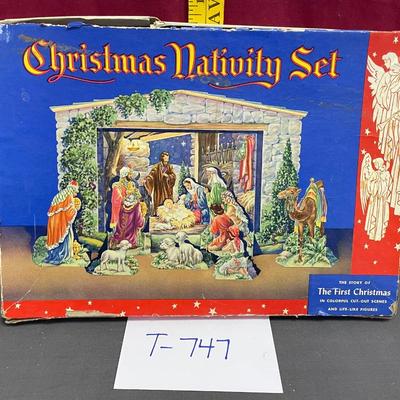 Christmas Nativity Set
THE STORY OF
The First Christmas
IN COLORFUL CUT-OUT SCENES
AND LIFE-LIKE FIGURES
T-747